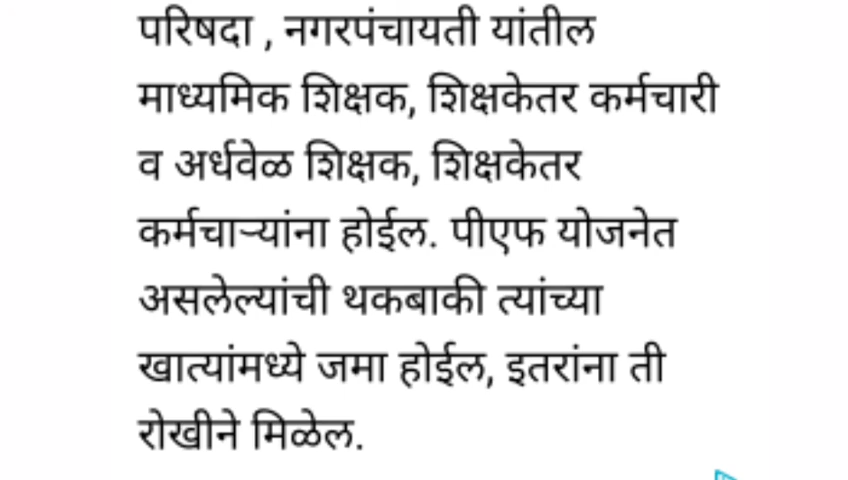 परिषदा , नगरपंचायती यांतील
माध्यमिक शिक्षक, शिक्षकेतर कर्मचारी
व अर्धवेळ शिक्षक, शिक्षकेतर
कर्मचाऱ्यांना होईल. पीएफ योजनेत
असलेल्यांची थकबाकी त्यांच्या
खात्यांमध्ये जमा होईल, इतरांना ती
रोखीने मिळेल.